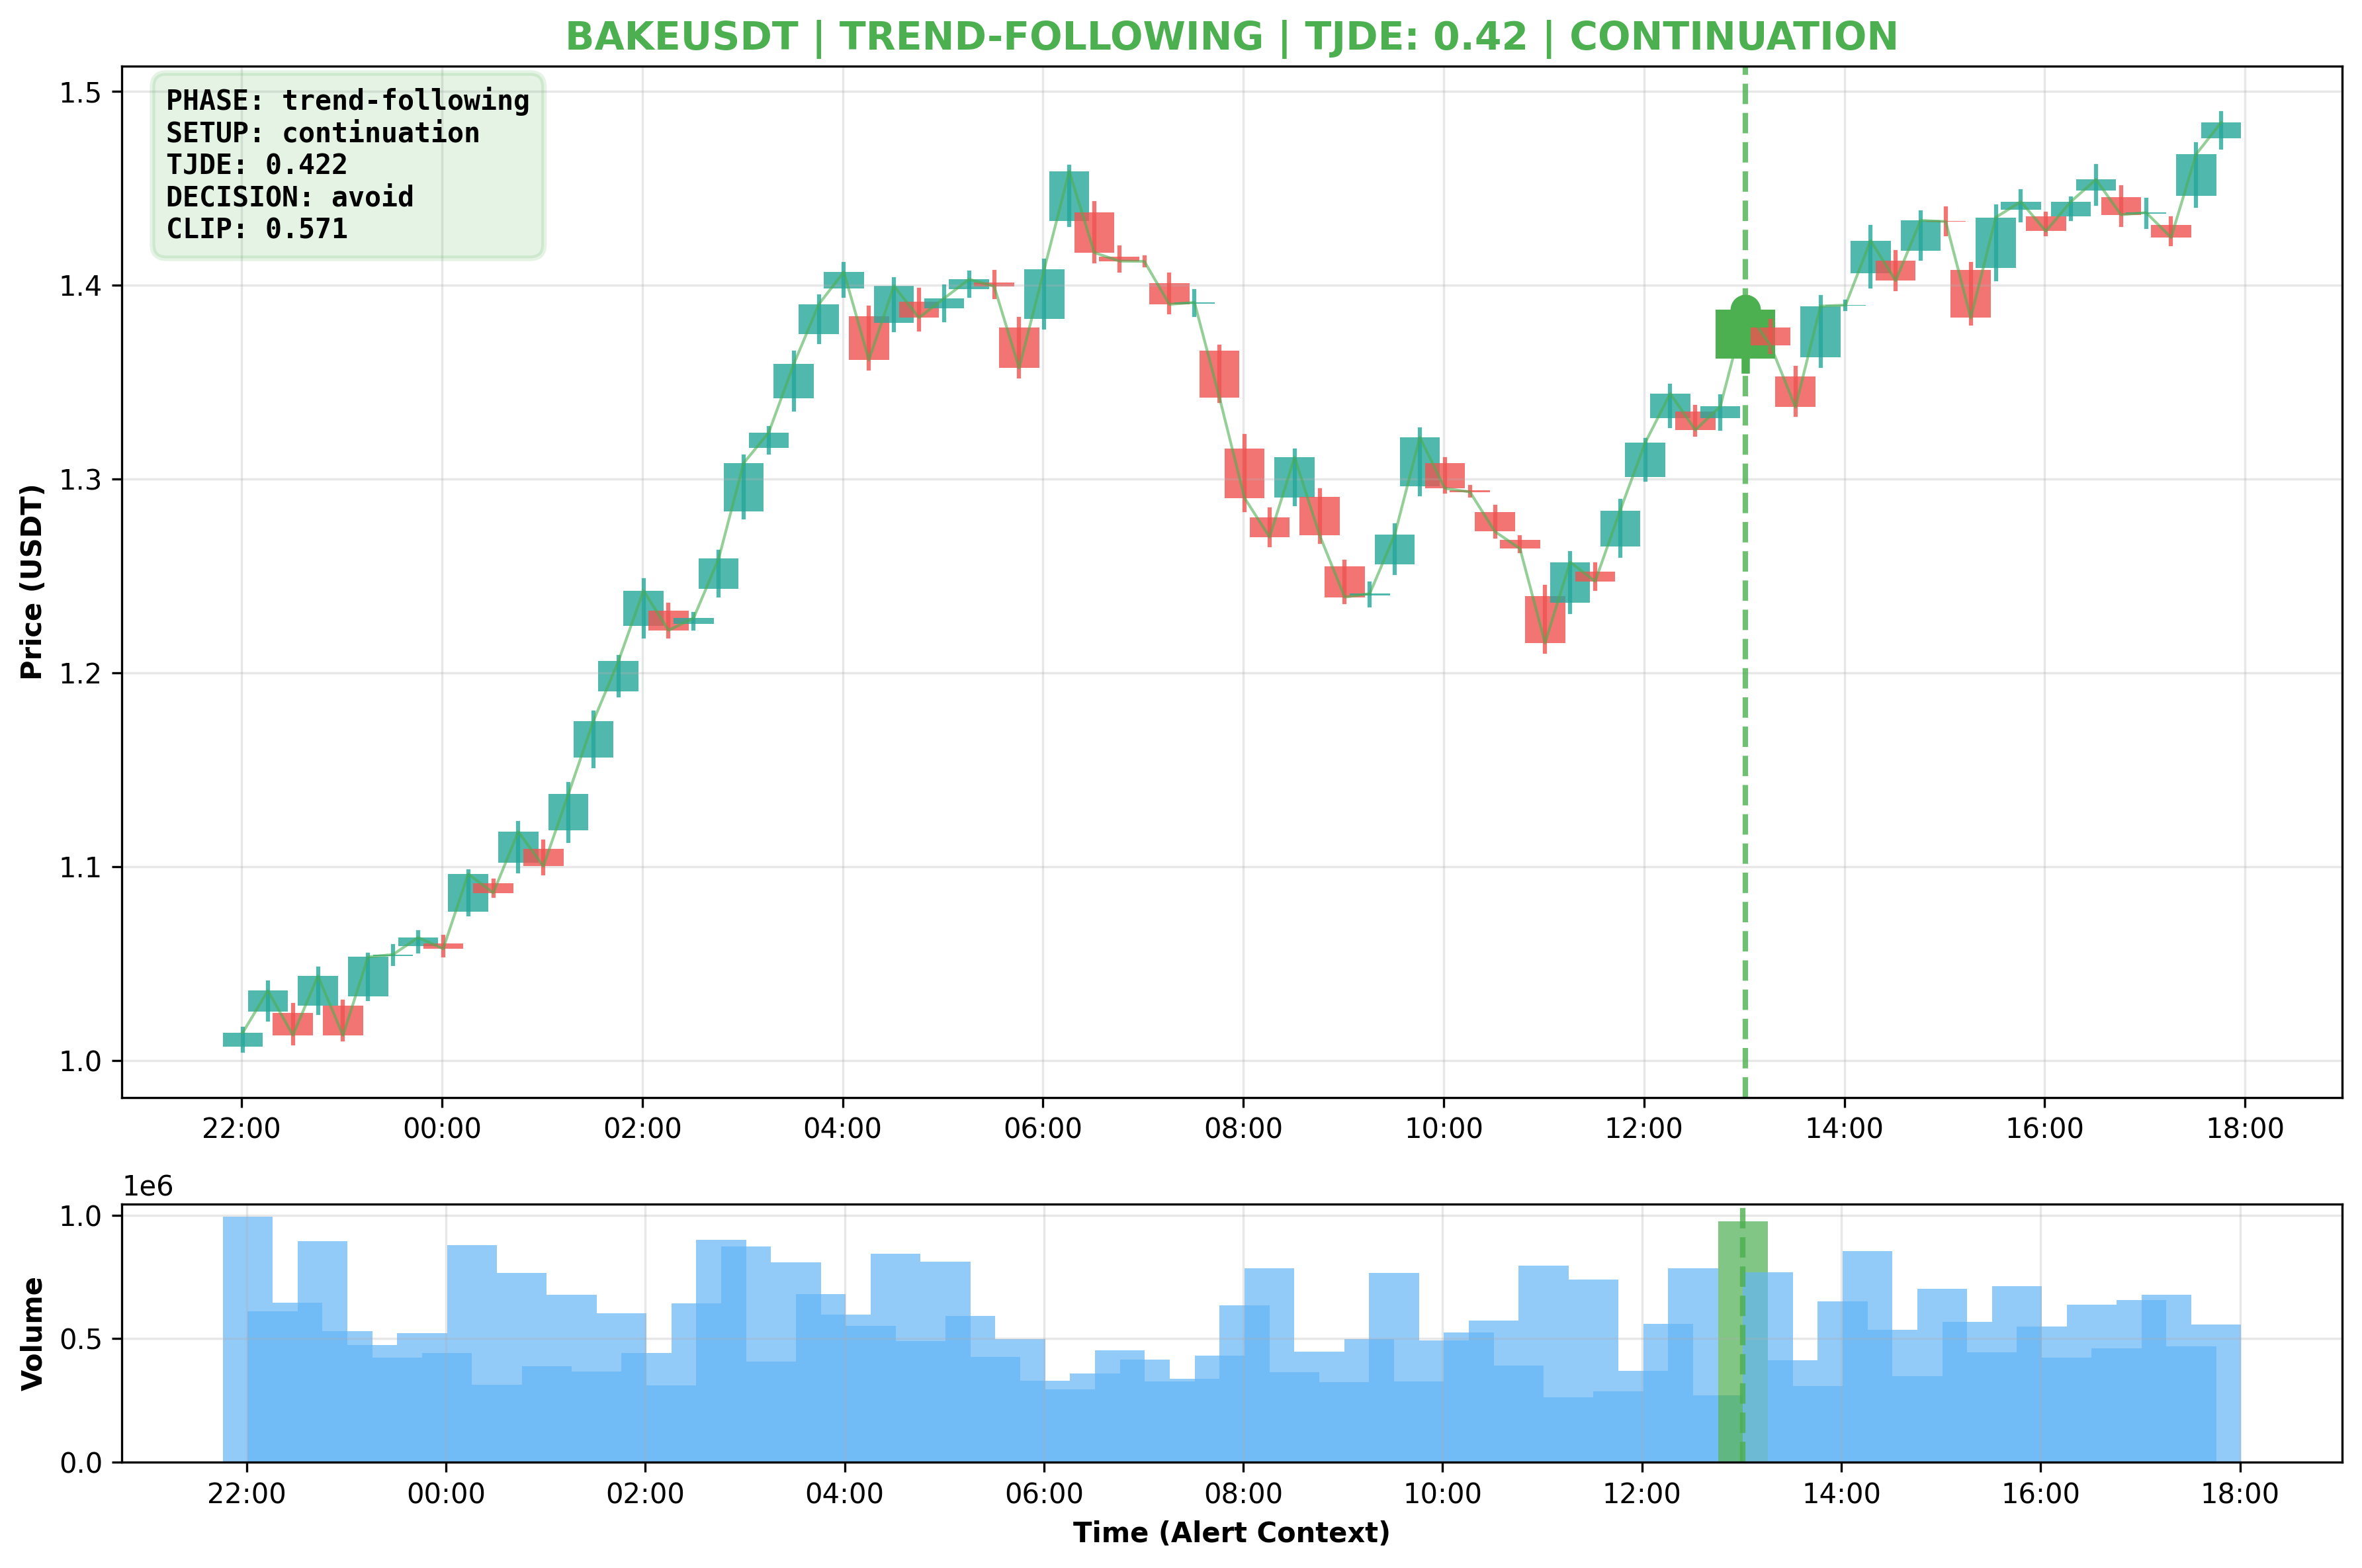 BAKEUSDT | TREND-FOLLOWING | TJDE: 0.42 | CONTINUATION
PHASE: trend-following
SETUP: continuation
TJDE: 0.422
DECISION: avoid
CLIP: 0.571
Price (USDT)
1.5
1.4
1.3
1.2
1.1
1.0
22:00 00:00 02:00 04:00 06:00 08:00 10:00 12:00 14:00 16:00 18:00
1e6
Volume
1.0
0.5
0.0
22:00 00:00 02:00 04:00 06:00 08:00 10:00 12:00 14:00 16:00 18:00
Time (Alert Context)